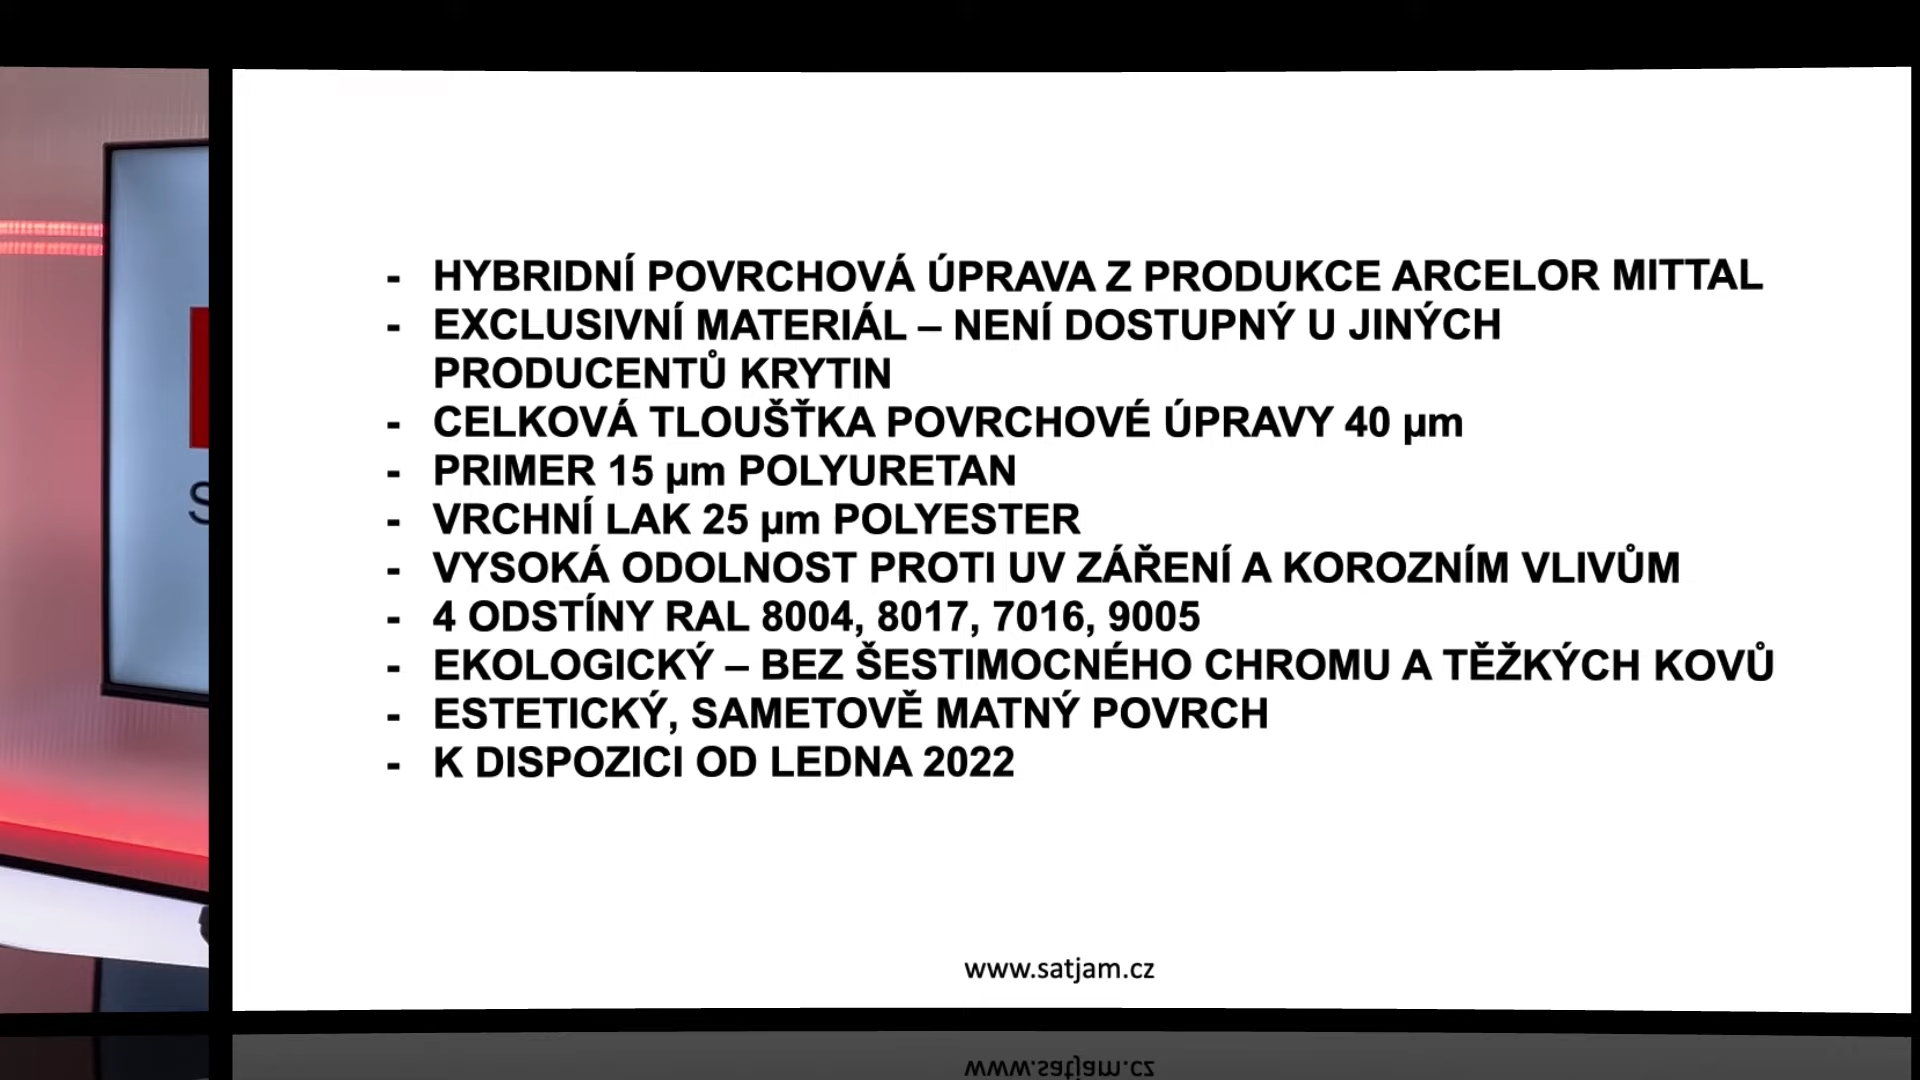 - HYBRIDNÍ POVRCHOVÁ ÚPRAVA Z PRODUKCE ARCELOR MITTAL
- EXCLUSIVNÍ MATERIÁL – NENÍ DOSTUPNÝ U JINÝCH
PRODUCENTŮ KRYTIN
- CELKOVÁ TLOUŠŤKA POVRCHOVÉ ÚPRAVY 40 µm
- PRIMER 15 µm POLYURETAN
- VRCHNÍ LAK 25 µm POLYESTER
- VYSOKÁ ODOLNOST PROTI UV ZÁŘENÍ A KOROZNÍM VLIVŮM
- 4 ODSTÍNY RAL 8004, 8017, 7016, 9005
- EKOLOGICKÝ – BEZ ŠESTIMOCNÉHO CHROMU A TĚŽKÝCH KOVŮ
- ESTETICKÝ, SAMETOVĚ MATNÝ POVRCH
- K DISPOZICI OD LEDNA 2022
www.satjam.cz